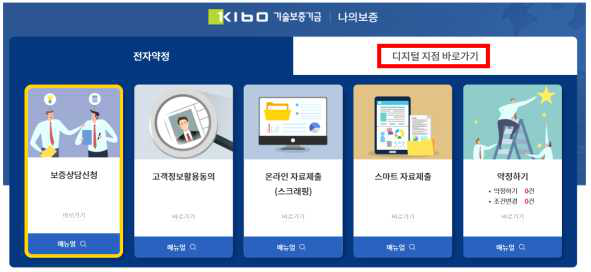 KIBO 기술보증기금 | 나의보증
전자약정
디지털 지점 바로가기
보증상담신청
바로가기
매뉴얼
고객정보활용동의
바로가기
매뉴얼
온라인 자료제출
(스크래핑)
바로가기
매뉴얼
스마트 자료제출
바로가기
매뉴얼
약정하기
• 약정하기 0건
• 조건변경 0건
바로가기
매뉴얼